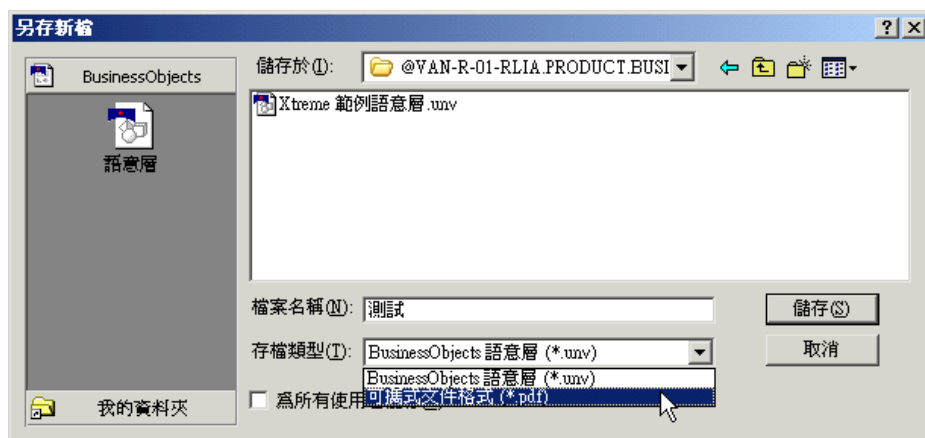 另存新檔
BusinessObjects
語意層
我的資料夾
儲存於(I):
@VAN-R-01-RLIA.PRODUCT.BUSI
Xtreme 範例語意層.unv
檔案名稱(N): 測試
儲存(S)
存檔類型(T): BusinessObjects 語意層 (*.unv)
取消
BusinessObjects 語意層 (*.unv)
可攜式文件格式 (*.pdf)
爲所有使用